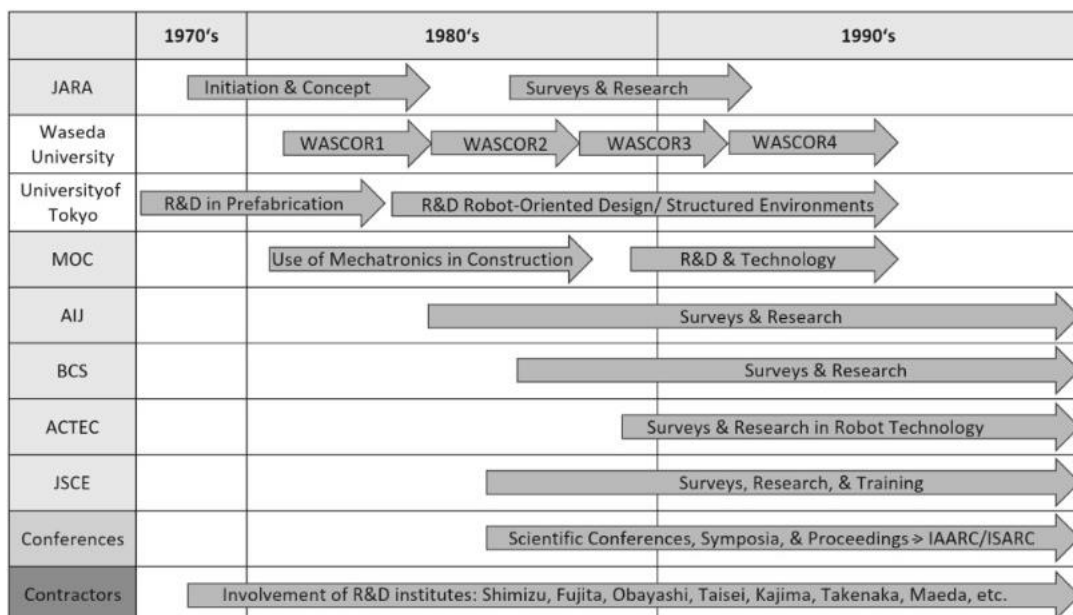 1970's 1980's 1990's
JARA Initiation & Concept Surveys & Research
Waseda
University WASCOR1 WASCOR2 WASCOR3 WASCOR4
Universityof
Tokyo R&D in Prefabrication R&D Robot-Oriented Design/ Structured Environments
MOC Use of Mechatronics in Construction R&D & Technology
AIJ Surveys & Research
BCS Surveys & Research
ACTEC Surveys & Research in Robot Technology
JSCE Surveys, Research, & Training
Conferences Scientific Conferences, Symposia, & Proceedings > IAARC/ISARC
Contractors Involvement of R&D institutes: Shimizu, Fujita, Obayashi, Taisei, Kajima, Takenaka, Maeda, etc.